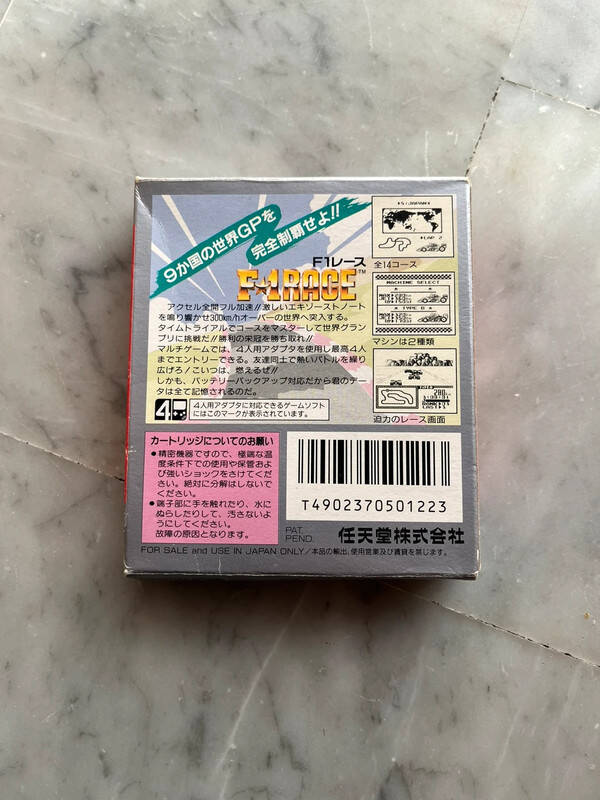 9か国の世界GPを
完全制覇せよ!!
F1レース
F★1 RACE™
アクセル全開フル加速//激しいエキゾーストノート
を鳴り響かせ300km/hオーバーの世界へ突入する。
タイムトライアルでコースをマスターして世界グラン
プリに挑戦だ//勝利の栄冠を勝ち取れ//
マルチゲームでは、4人用アダプタを使用し最高4人
までエントリーできる。友達同士で熱いバトルを繰り
広げろ/こいつは、燃えるぜ//
しかも、バッテリーバックアップ対応だから君のデー
タは全て記憶されるのだ。
4
4人用アダプタに対応できるゲームソフト
にはこのマークが表示されています。
全14コース
MACHINE SELECT
TYPE B
マシンは2種類
迫力のレース画面
カートリッジについてのお願い
●精密機器ですので、極端な温
度条件下での使用や保管およ
び強いショックをさけてくだ
さい。絶対に分解はしないで
ください。
●端子部に手を触れたり、水に
ぬらしたりして、汚さないよ
うにしてください。
故障の原因となります。
T4902370501223
PAT.
PEND.
任天堂株式会社
FOR SALE and USE IN JAPAN ONLY/本品の輸出、使用営業及び賃貸を禁じます。